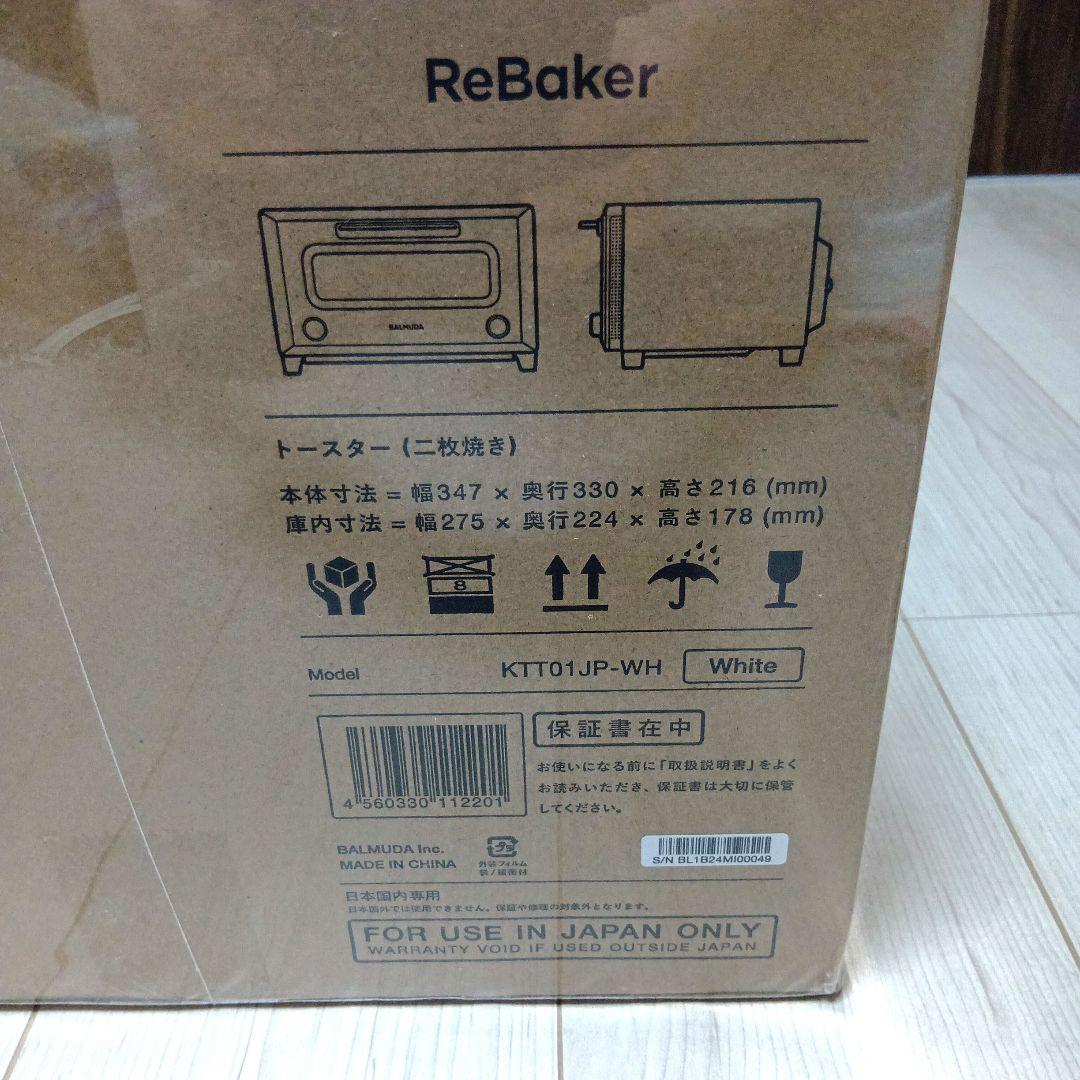 ReBaker
BALMUDA
トースター (二枚焼き)
本体寸法 = 幅347 × 奥行330 × 高さ216 (mm)
庫内寸法 = 幅275 × 奥行224 × 高さ178 (mm)
8
Model KTT01JP-WH White
保証書在中
お使いになる前に「取扱説明書」をよく
お読みいただき、保証書は大切に保管
してください。
4 560330 112201
BALMUDA Inc.
MADE IN CHINA
プラ
外装フィルム
袋/緩衝材
S/N BL1B24MI00049
日本国内専用
日本国外では使用できません。保証や修理の対象外となります。
FOR USE IN JAPAN ONLY
WARRANTY VOID IF USED OUTSIDE JAPAN